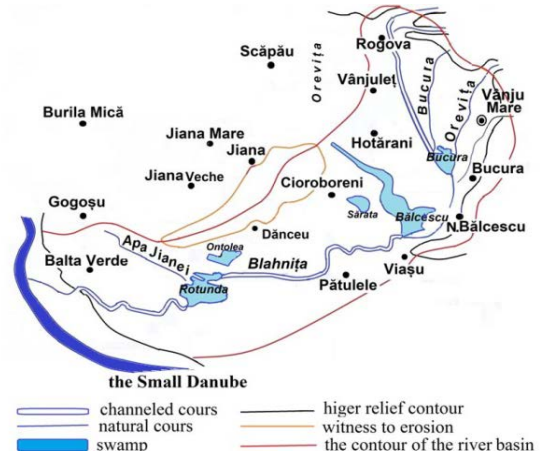 Rogova
Scăpău
Orevița
Vânjuleț
Bucura
Orevița
Vânju
Mare
Burila Mică
Jiana Mare
Jiana
Hotărani
Bucura
Bucura
Jiana Veche
Cioroboreni
Gogoșu
Sărata
Bălcescu
N.Bălcescu
Dănceu
Apa Jianei
Ontolea
Balta Verde
Blahnița
Viașu
Rotunda
Pătulele
the Small Danube
channeled cours
higer relief contour
natural cours
witness to erosion
swamp
the contour of the river basin